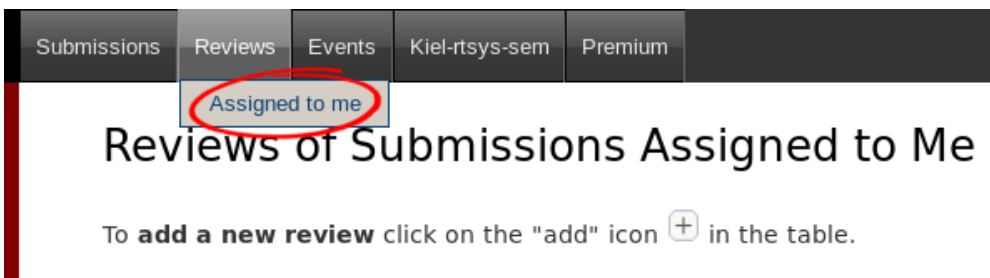 Submissions Reviews Events Kiel-rtsys-sem Premium
Assigned to me
Reviews of Submissions Assigned to Me
To add a new review click on the "add" icon + in the table.